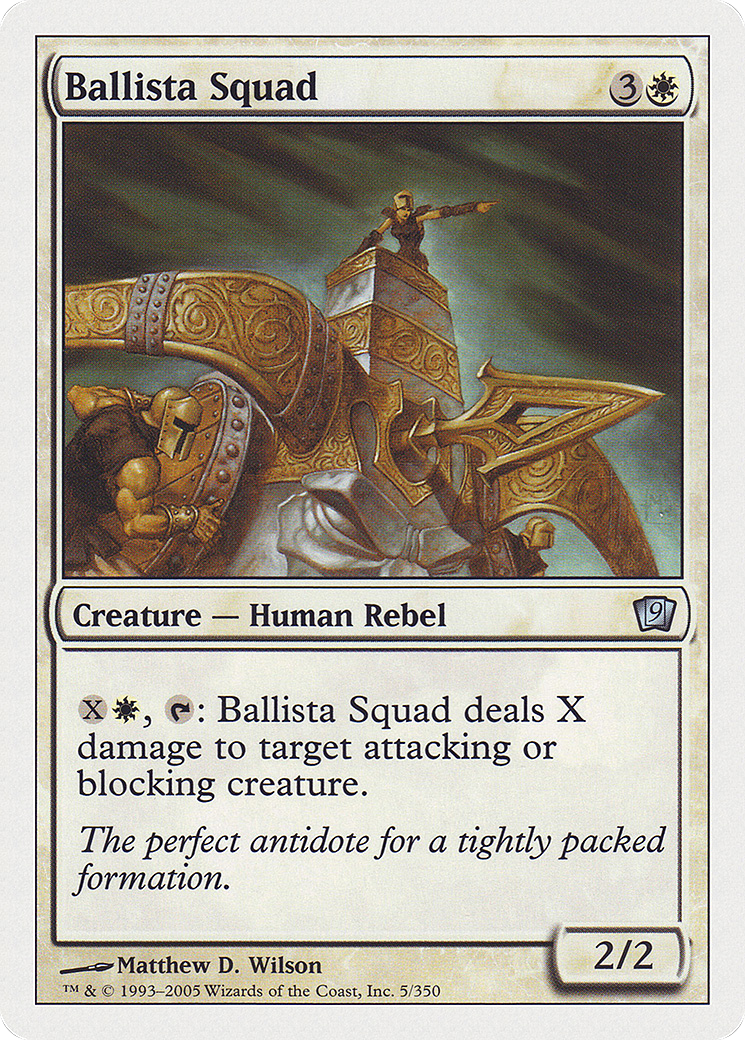 Ballista Squad 3
Creature — Human Rebel 9
X , : Ballista Squad deals X
damage to target attacking or
blocking creature.
The perfect antidote for a tightly packed
formation.
2/2
Matthew D. Wilson
™ & © 1993–2005 Wizards of the Coast, Inc. 5/350